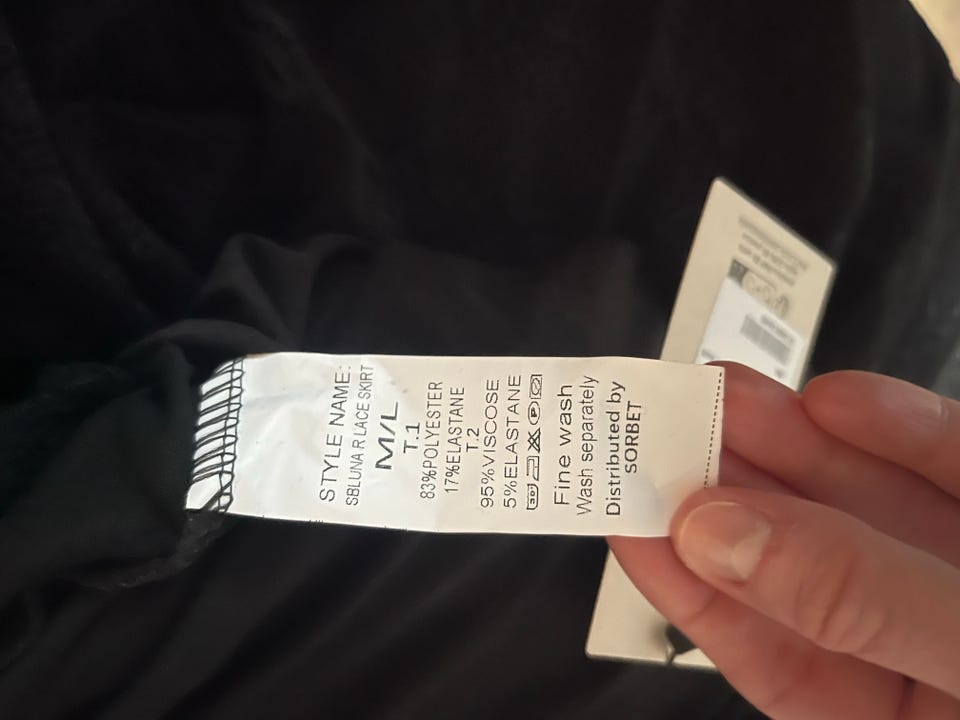 STYLE NAME:
SBLUNA R LACE SKIRT
M/L
T.1
83%POLYESTER
17%ELASTANE
T.2
95%VISCOSE
5%ELASTANE
Fine wash
Wash separately
Distributed by
SORBET